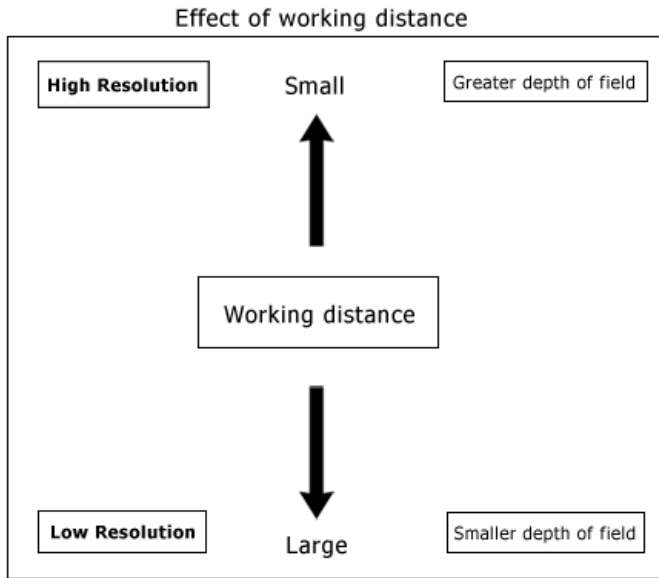 Effect of working distance
High Resolution
Small
Greater depth of field
Working distance
Low Resolution
Large
Smaller depth of field